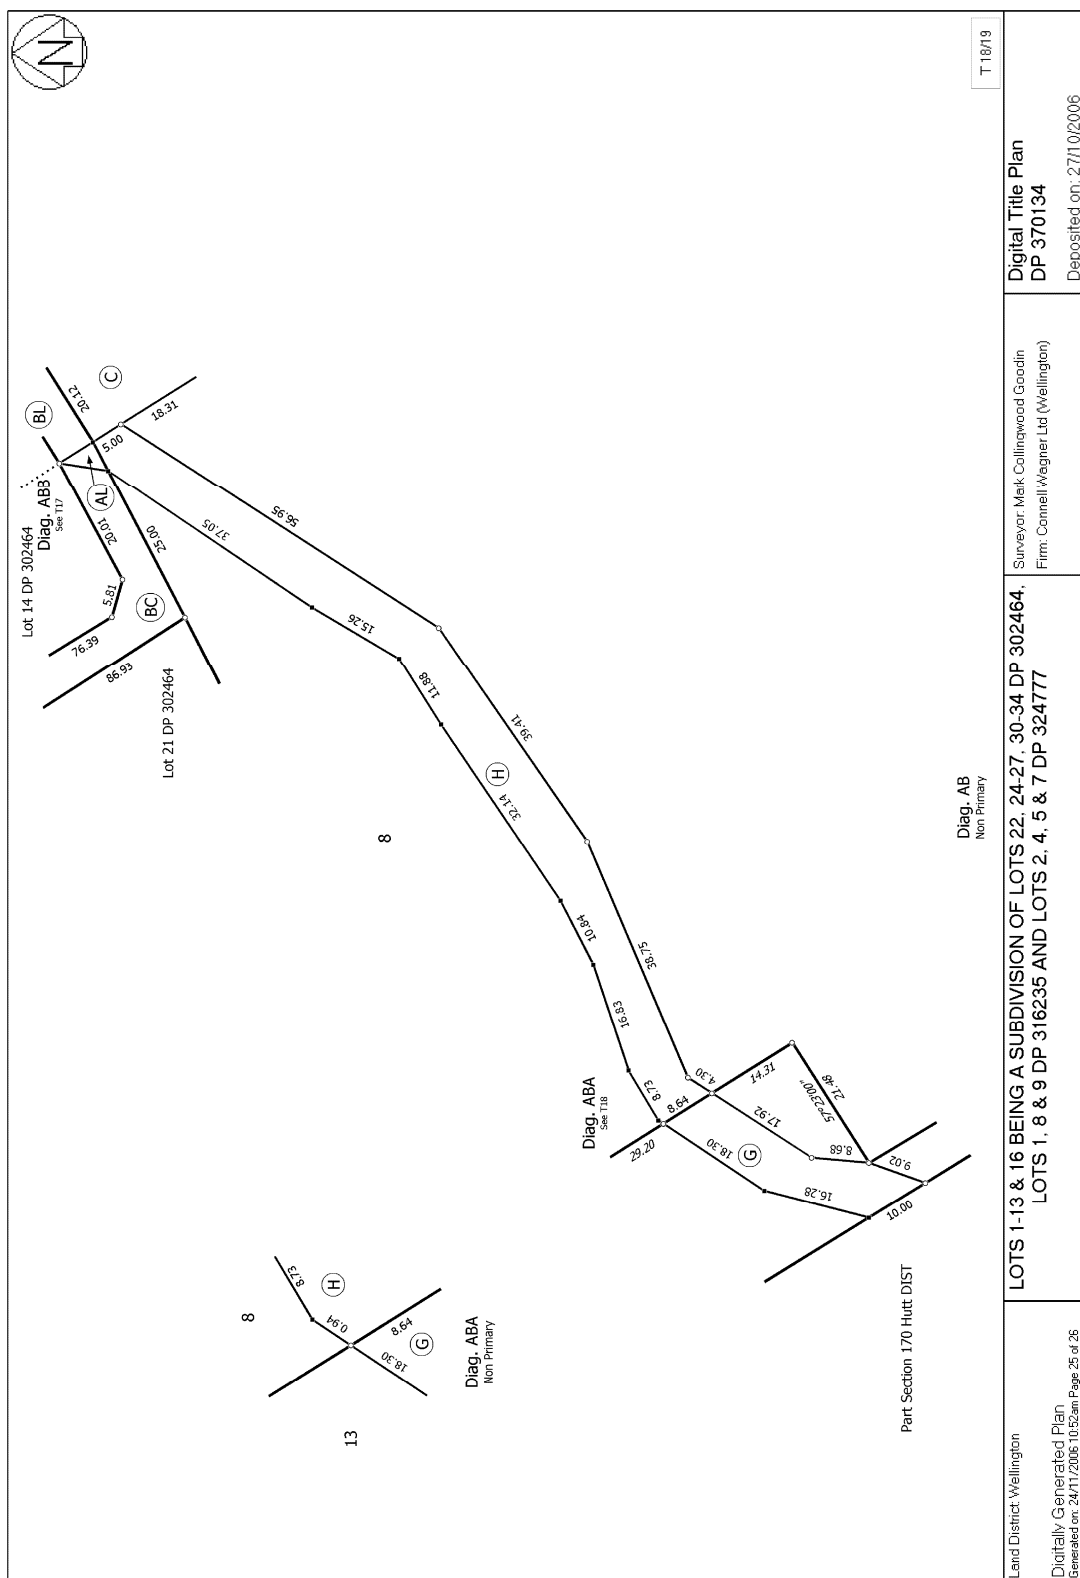 N
T 18/19
Lot 14 DP 302464
Diag. ABB
See T17
BL
20.12
C
5.00
18.31
AL
20.01
25.00
5.81
BC
76.39
86.93
Lot 21 DP 302464
37.05
56.95
15.26
11.88
39.41
H
32.14
8
10.84
38.75
16.83
Diag. AB
Non Primary
Diag. ABA
See T18
8.73
4.30
8.64
14.31
29.20
18.30
G
17.92
57°23'00"
21.48
8.68
9.02
16.28
10.00
8
8.73
H
0.94
8.64
18.30
G
Diag. ABA
Non Primary
13
Part Section 170 Hutt DIST
Land District: Wellington
Digitally Generated Plan
Generated on: 24/11/2006 10:52am Page 25 of 26
LOTS 1-13 & 16 BEING A SUBDIVISION OF LOTS 22, 24-27, 30-34 DP 302464,
LOTS 1, 8 & 9 DP 316235 AND LOTS 2, 4, 5 & 7 DP 324777
Surveyor: Mark Collingwood Goodin
Firm: Connell Wagner Ltd (Wellington)
Digital Title Plan
DP 370134
Deposited on: 27/10/2006